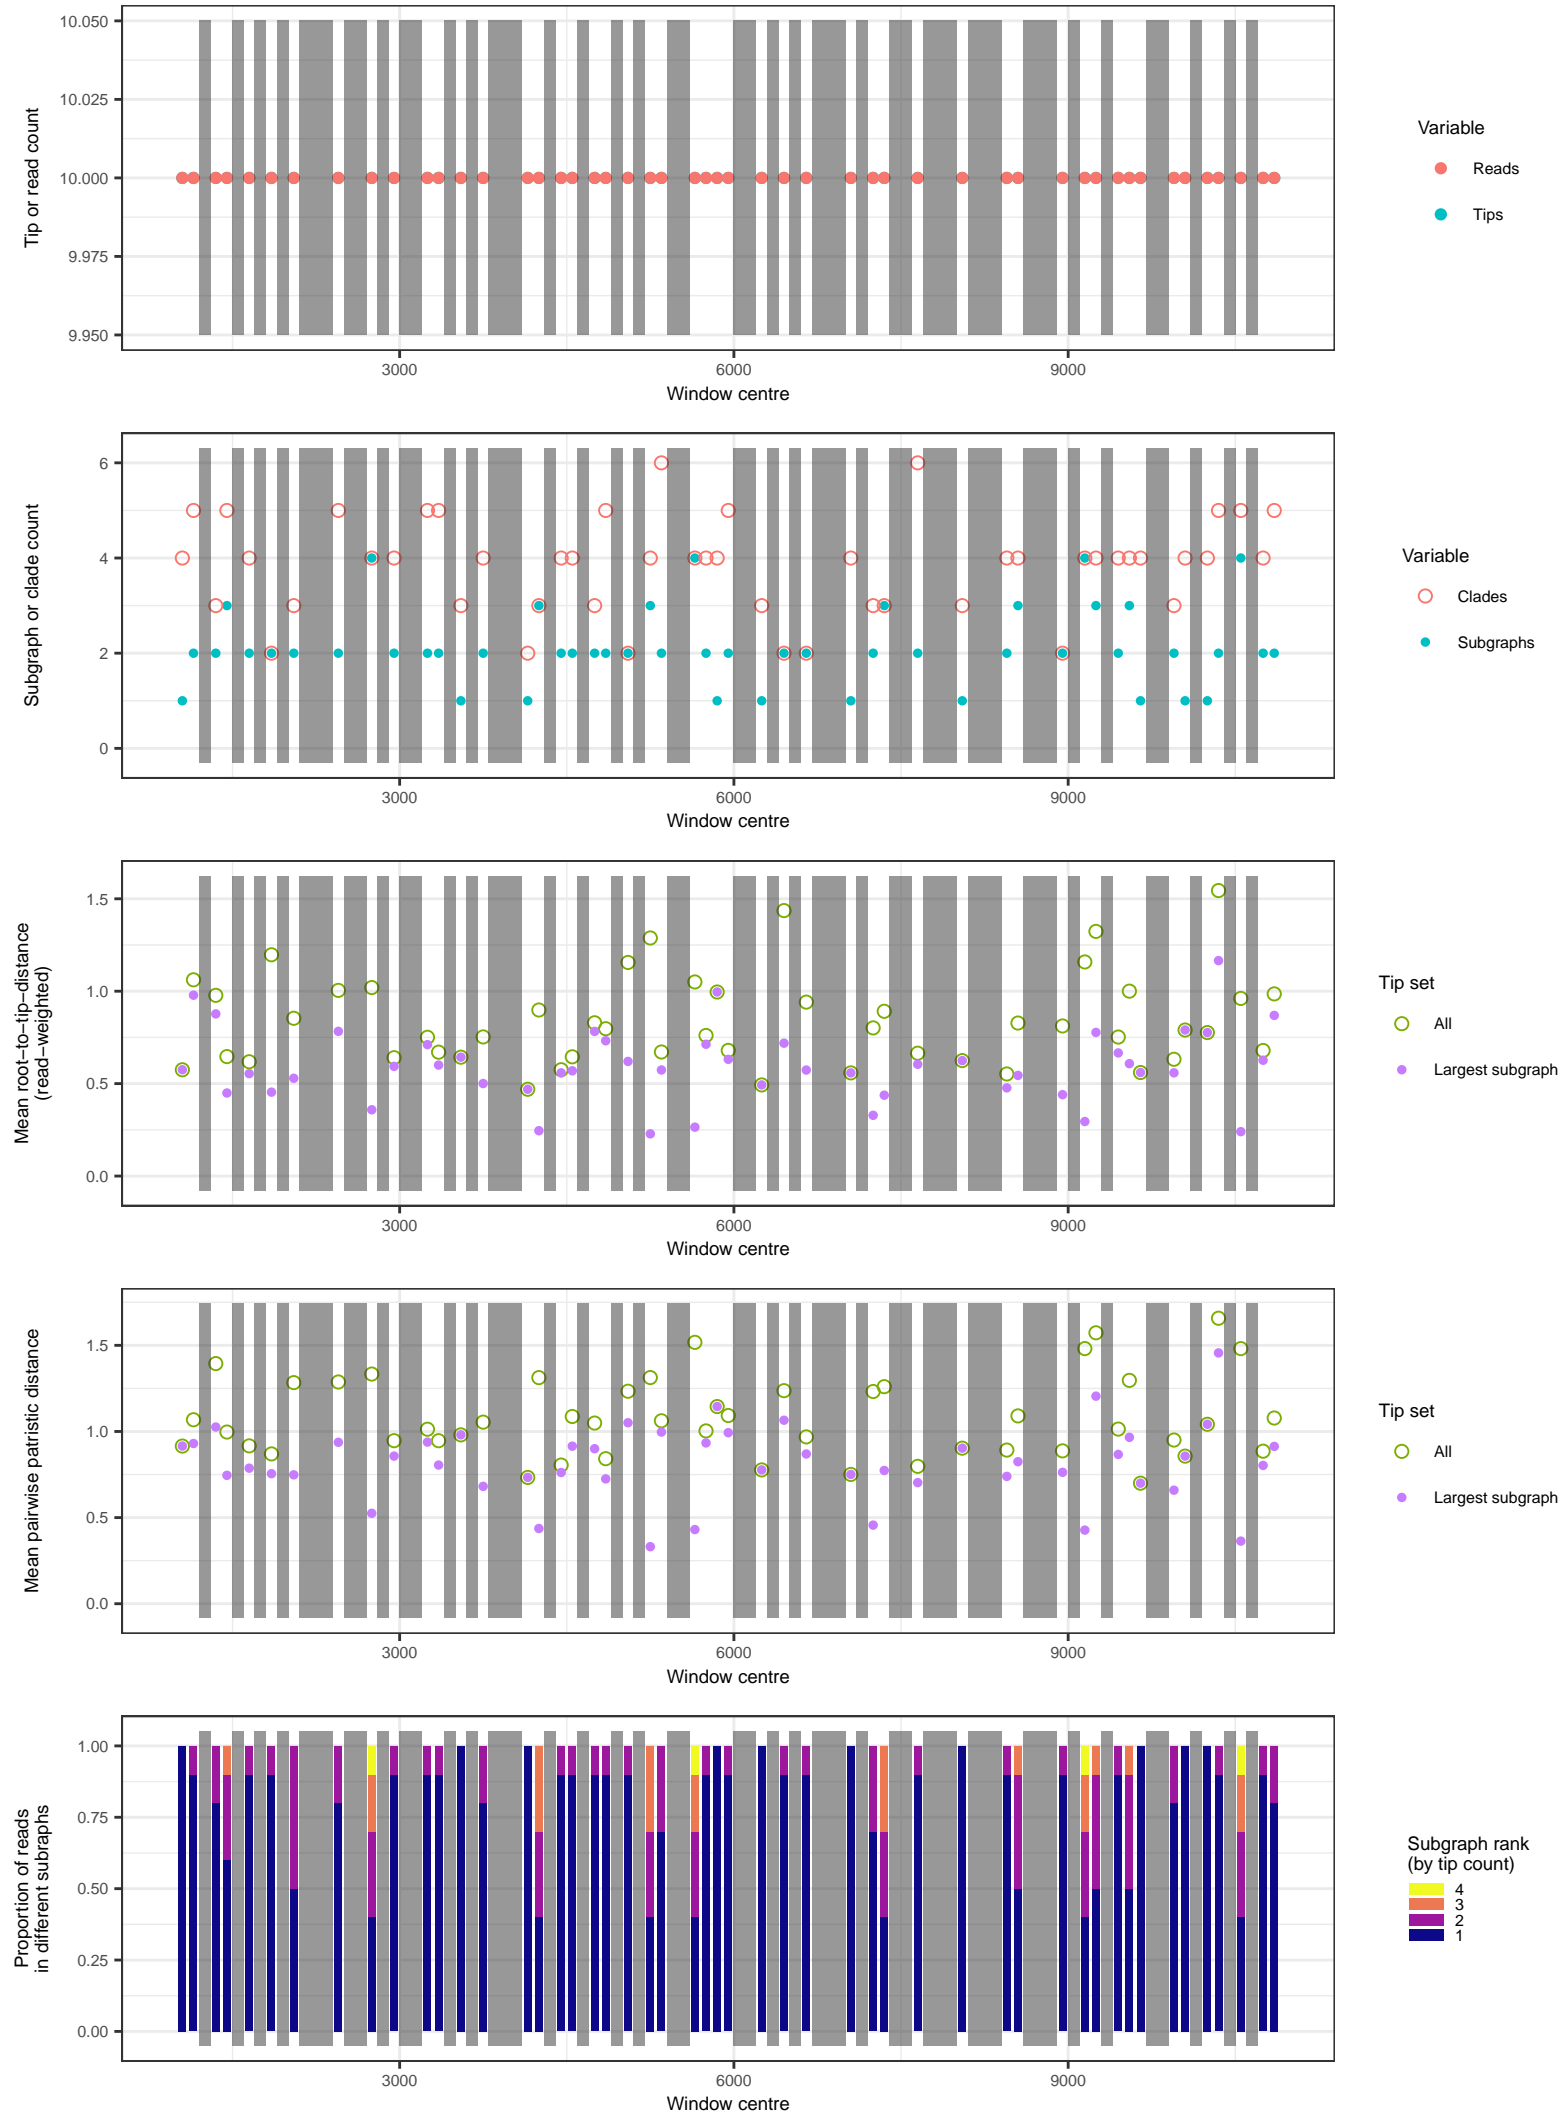 10.050
10.025
10.000
9.975
9.950
Tip or read count
3000
6000
9000
Window centre
Variable
Reads
Tips
6
4
2
0
Subgraph or clade count
3000
6000
9000
Window centre
Variable
Clades
Subgraphs
1.5
1.0
0.5
0.0
Mean root−to−tip−distance
(read−weighted)
3000
6000
9000
Window centre
Tip set
All
Largest subgraph
1.5
1.0
0.5
0.0
Mean pairwise patristic distance
3000
6000
9000
Window centre
Tip set
All
Largest subgraph
1.00
0.75
0.50
0.25
0.00
Proportion of reads
in different subraphs
3000
6000
9000
Window centre
Subgraph rank
(by tip count)
4
3
2
1